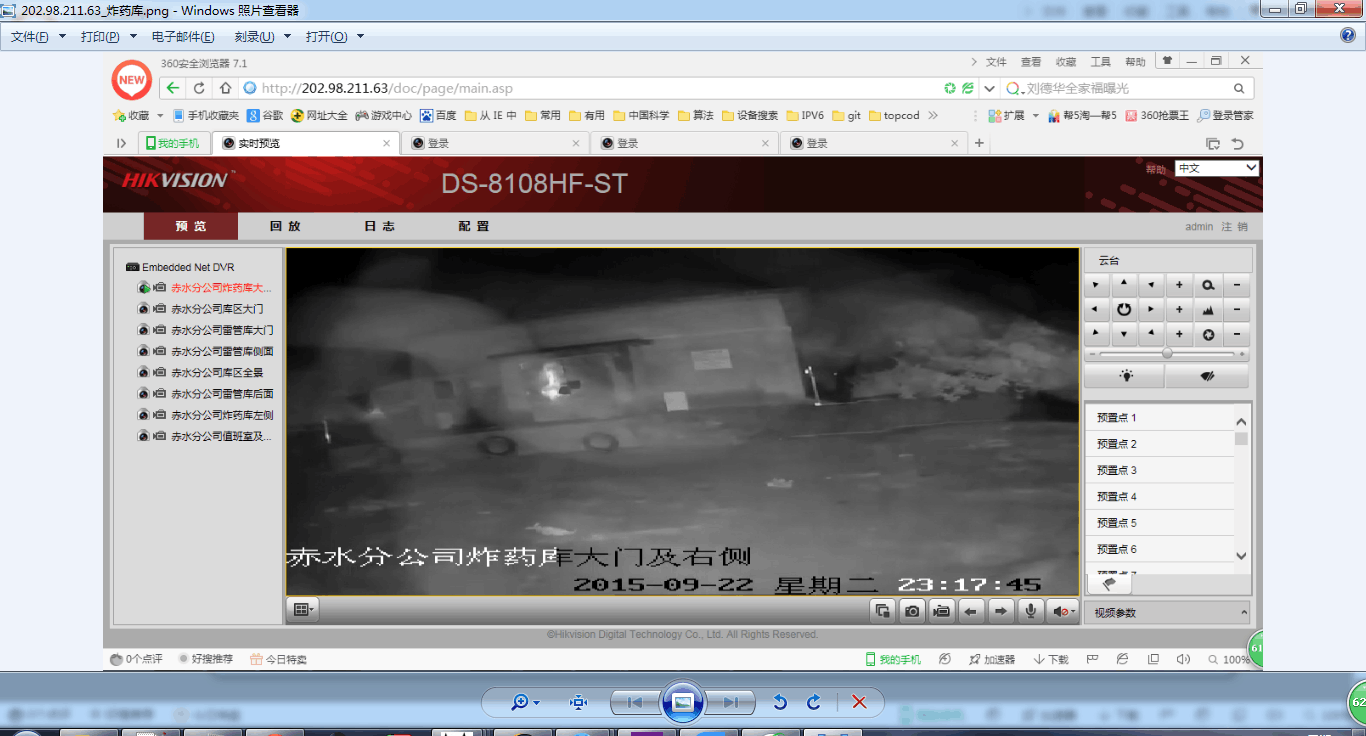 202.98.211.63_炸药库.png - Windows 照片查看器
文件(F) 打印(P) 电子邮件(E) 刻录(U) 打开(O)
360安全浏览器 7.1 文件 查看 收藏 工具 帮助
NEW
http://202.98.211.63/doc/page/main.asp 刘德华全家福曝光
收藏 手机收藏夹 谷歌 网址大全 游戏中心 百度 从 IE 中 常用 有用 中国科学 算法 设备搜素 IPV6 git topcod 扩展 帮5淘—帮5 360抢票王 登录管家
我的手机 实时预览 登录 登录 登录
HIKVISION DS-8108HF-ST 帮助 中文
预 览 回 放 日 志 配 置 admin 注 销
Embedded Net DVR
赤水分公司炸药库大...
赤水分公司库区大门
赤水分公司雷管库大门
赤水分公司雷管库侧面
赤水分公司库区全景
赤水分公司雷管库后面
赤水分公司炸药库左侧
赤水分公司值班室及...
赤水分公司炸药库大门及右侧
2015-09-22 星期二 23:17:45
云台
预置点 1
预置点 2
预置点 3
预置点 4
预置点 5
预置点 6
视频参数
©Hikvision Digital Technology Co., Ltd. All Rights Reserved.
0个点评 好搜推荐 今日特卖 我的手机 加速器 下载 100%
61
62